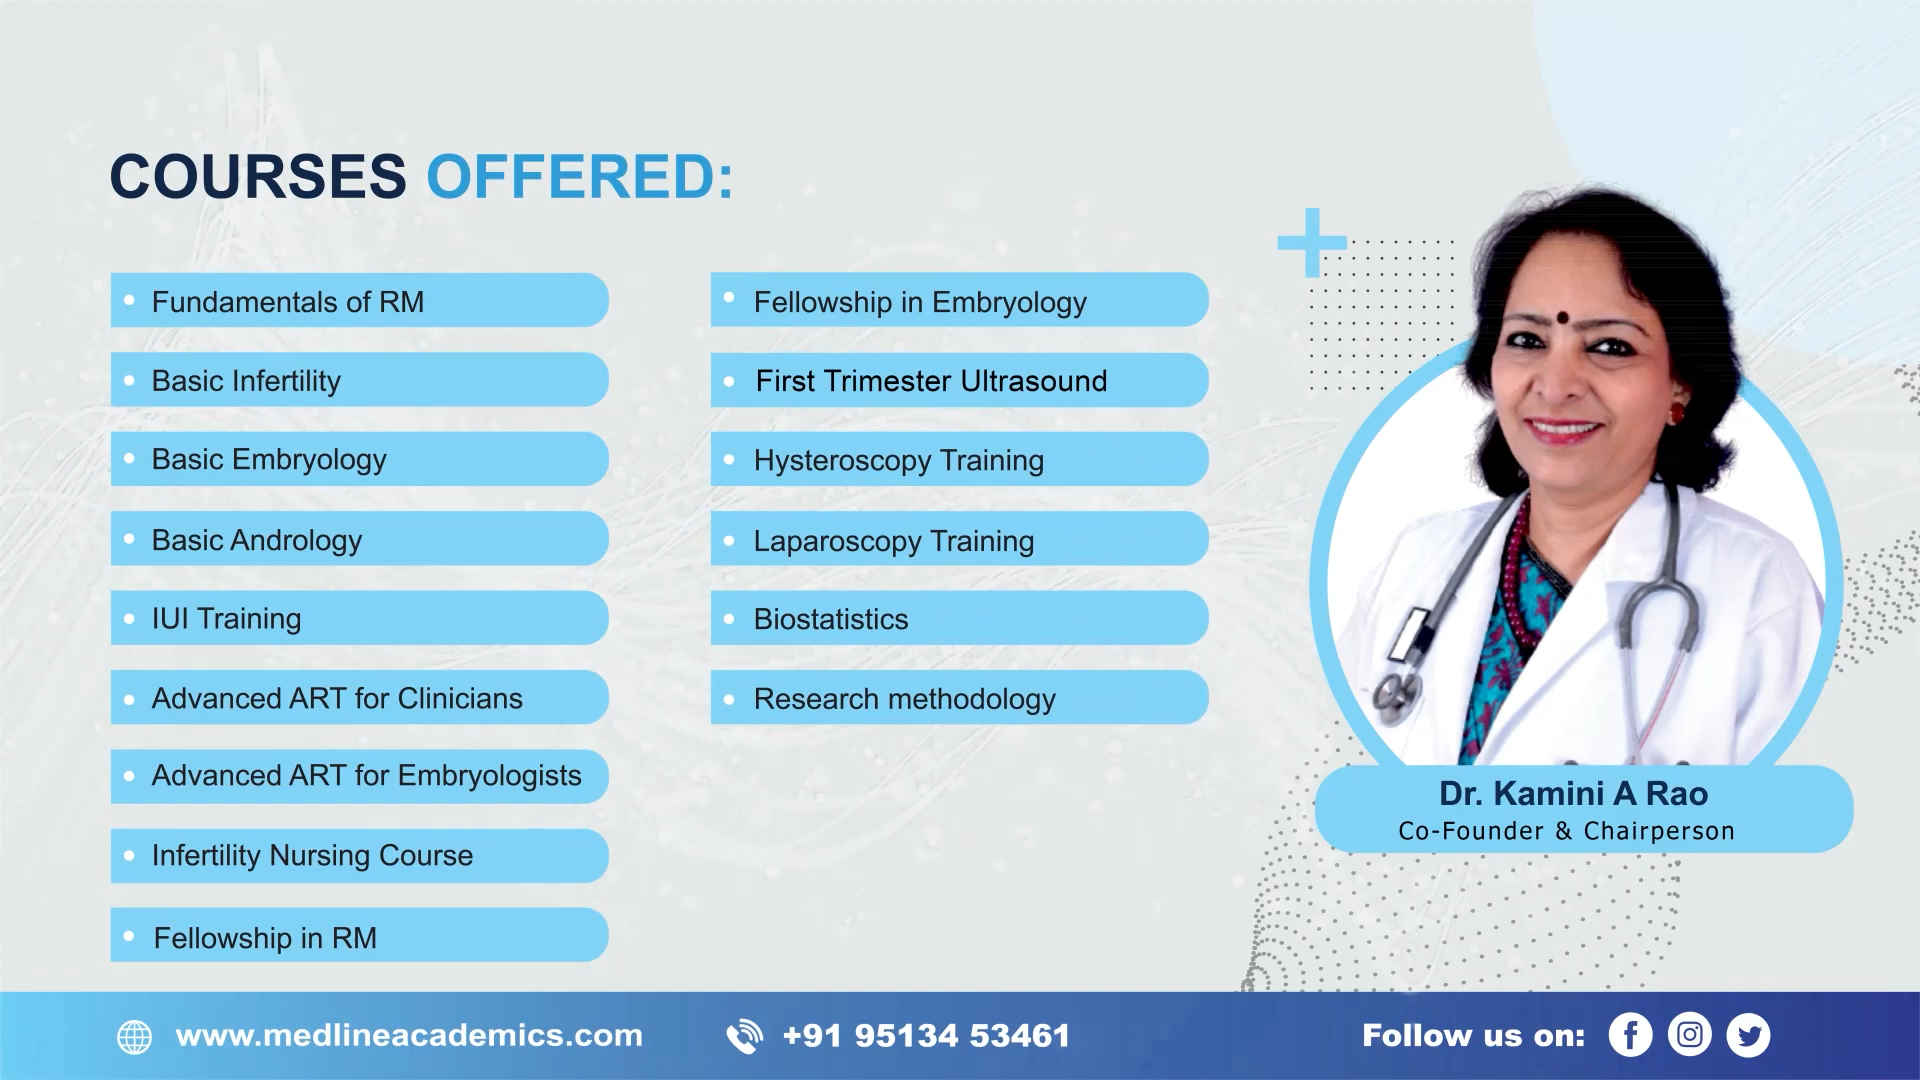 COURSES OFFERED:
Fundamentals of RM
Basic Infertility
Basic Embryology
Basic Andrology
IUI Training
Advanced ART for Clinicians
Advanced ART for Embryologists
Infertility Nursing Course
Fellowship in RM
Fellowship in Embryology
First Trimester Ultrasound
Hysteroscopy Training
Laparoscopy Training
Biostatistics
Research methodology
Dr. Kamini A Rao
Co-Founder & Chairperson
www.medlineacademics.com
+91 95134 53461
Follow us on: